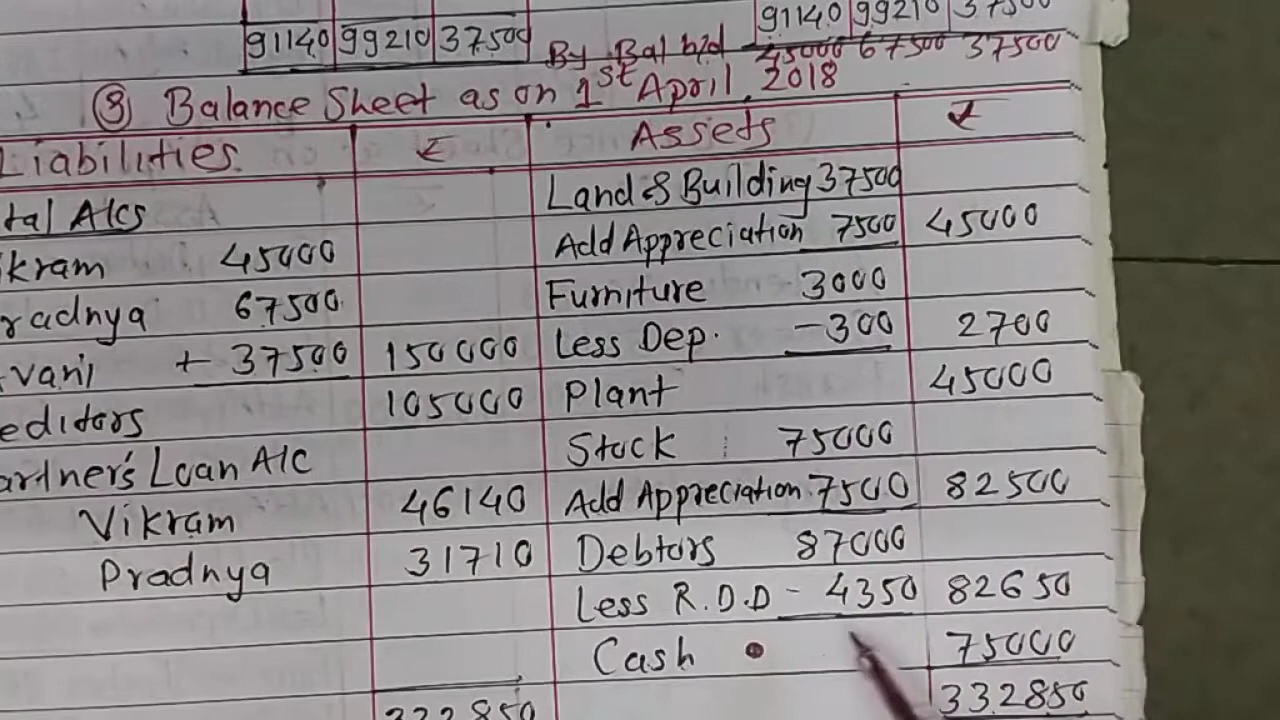 91140 99210 37500
91140 99210 37500
By Bal b/d 45000 67500 37500
③ Balance Sheet as on 1st April, 2018
Liabilities. ₹ Assets ₹
tal A/cs Land & Building 37500
Add Appreciation 7500 45000
kram 45000
Furniture 3000
radnya 67500
Less Dep. - 300 2700
vani + 37500 150000
Plant 45000
editors 105000
Stock 75000
artner's Loan A/C
Add Appreciation 7500 82500
Vikram 46140
Debtors 87000
Pradnya 31710
Less R.D.D - 4350 82650
Cash 75000
332850 332850